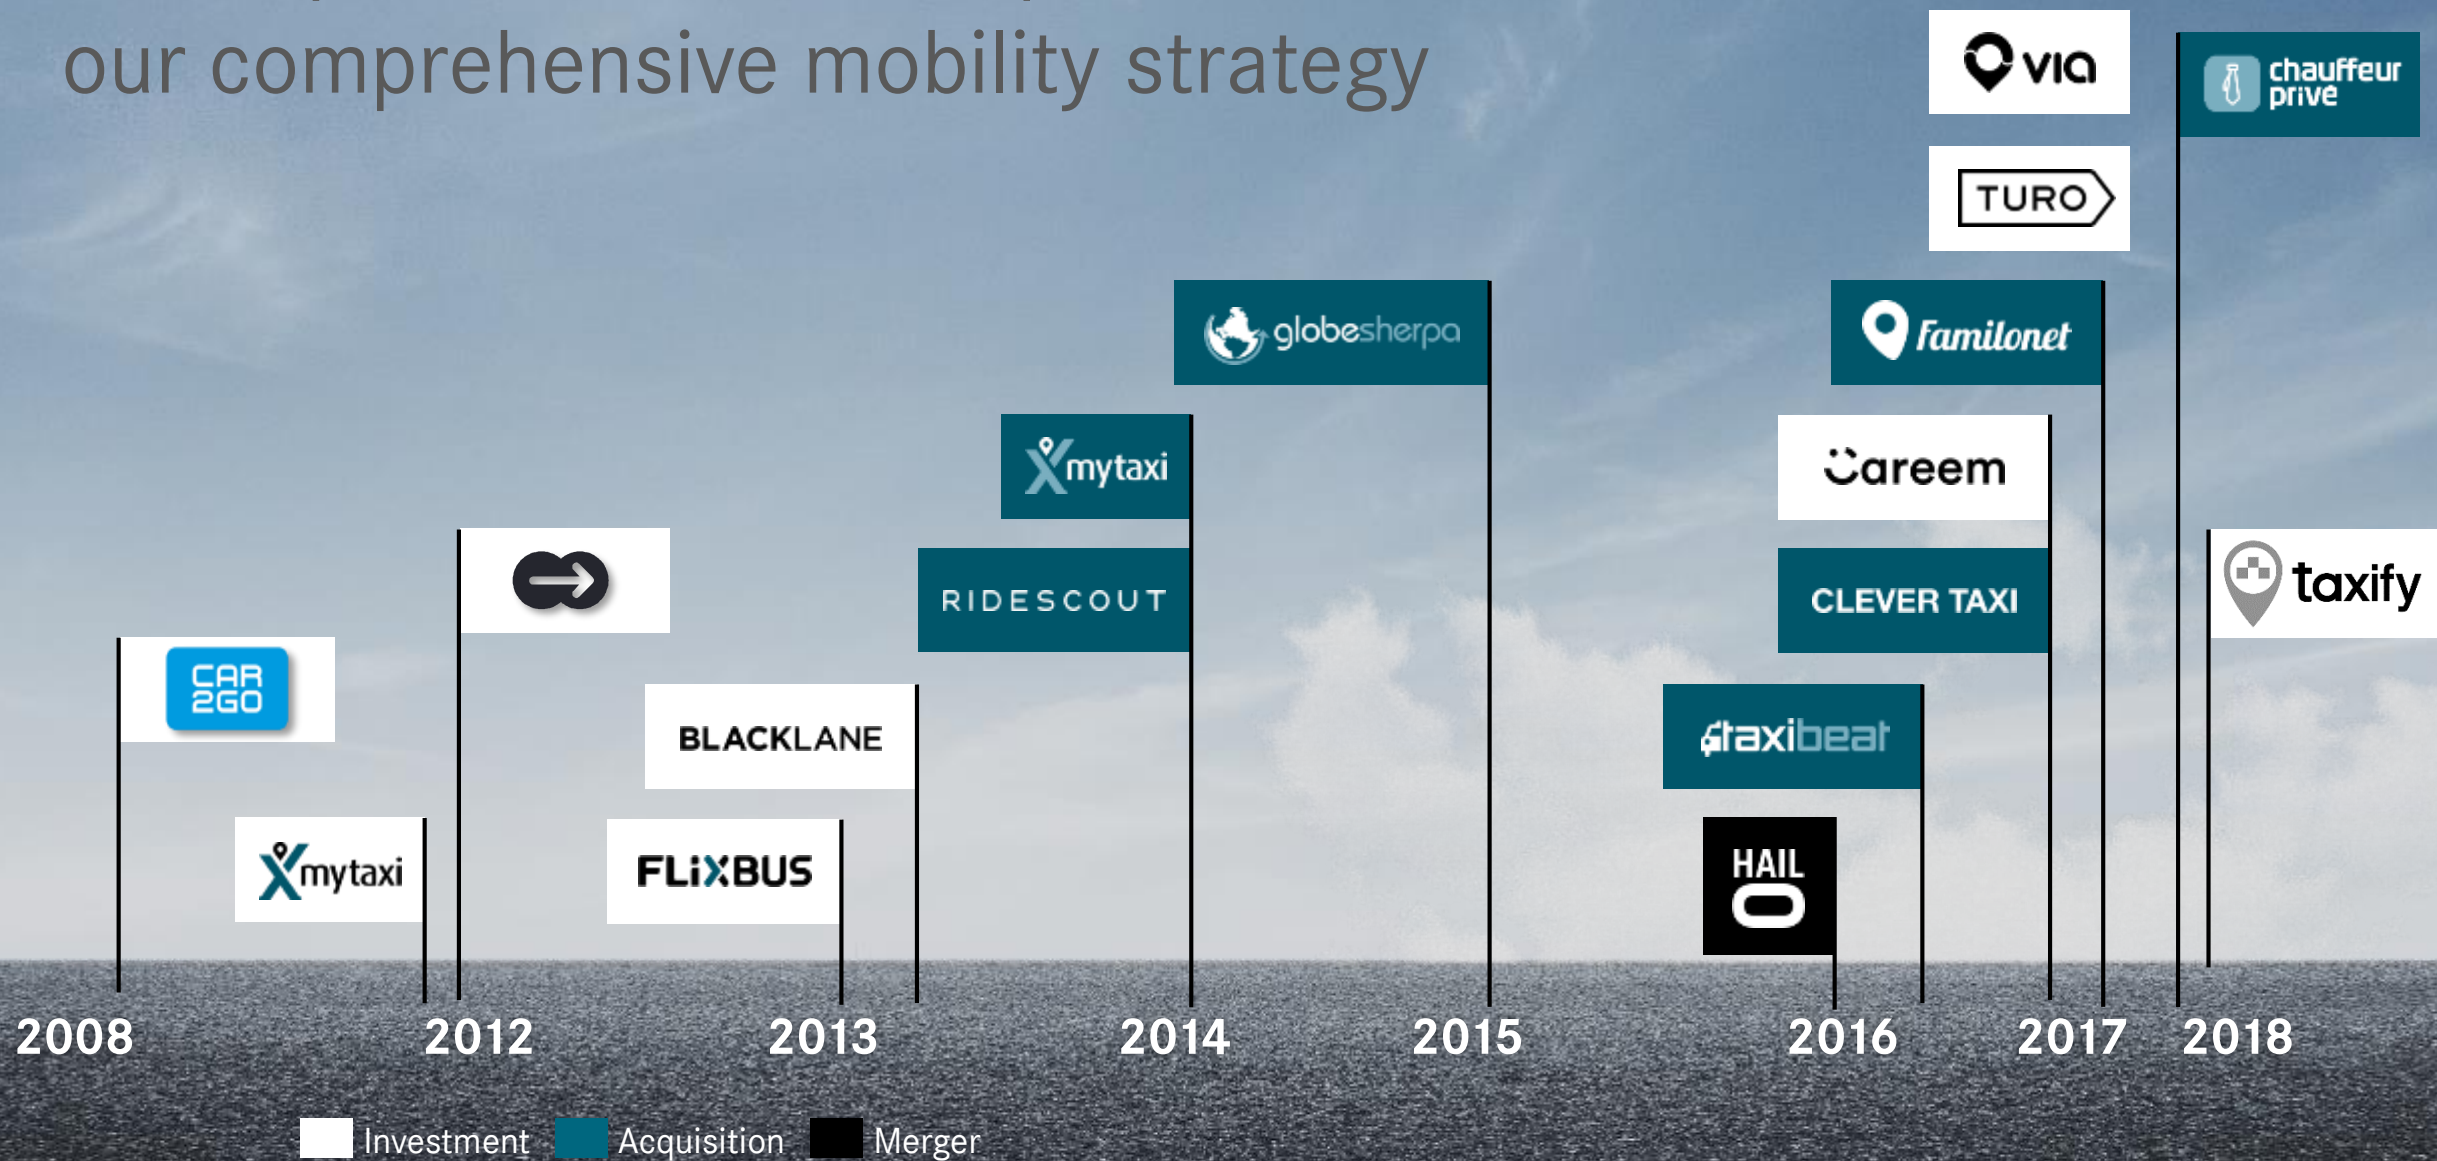 our comprehensive mobility strategy
via
chauffeur
privé
TURO
globesherpa
Familonet
mytaxi
Careem
RIDESCOUT
CLEVER TAXI
taxify
CAR
2GO
BLACKLANE
taxibeat
mytaxi
FLiXBUS
HAIL
O
2008
2012
2013
2014
2015
2016
2017
2018
Investment
Acquisition
Merger